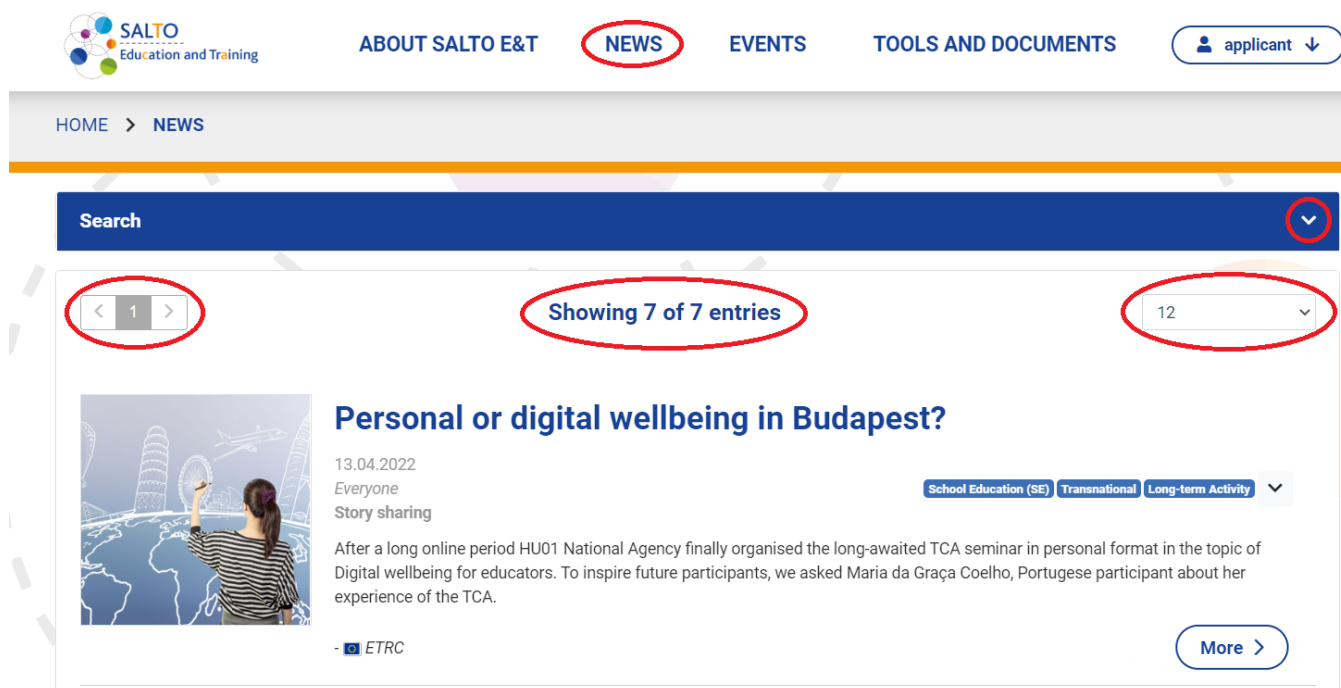 SALTO
Education and Training
ABOUT SALTO E&T
NEWS
EVENTS
TOOLS AND DOCUMENTS
applicant
HOME > NEWS
Search
< 1 >
Showing 7 of 7 entries
12
Personal or digital wellbeing in Budapest?
13.04.2022
Everyone
Story sharing
School Education (SE) Transnational Long-term Activity
After a long online period HU01 National Agency finally organised the long-awaited TCA seminar in personal format in the topic of
Digital wellbeing for educators. To inspire future participants, we asked Maria da Graça Coelho, Portugese participant about her
experience of the TCA.
- ETRC
More >